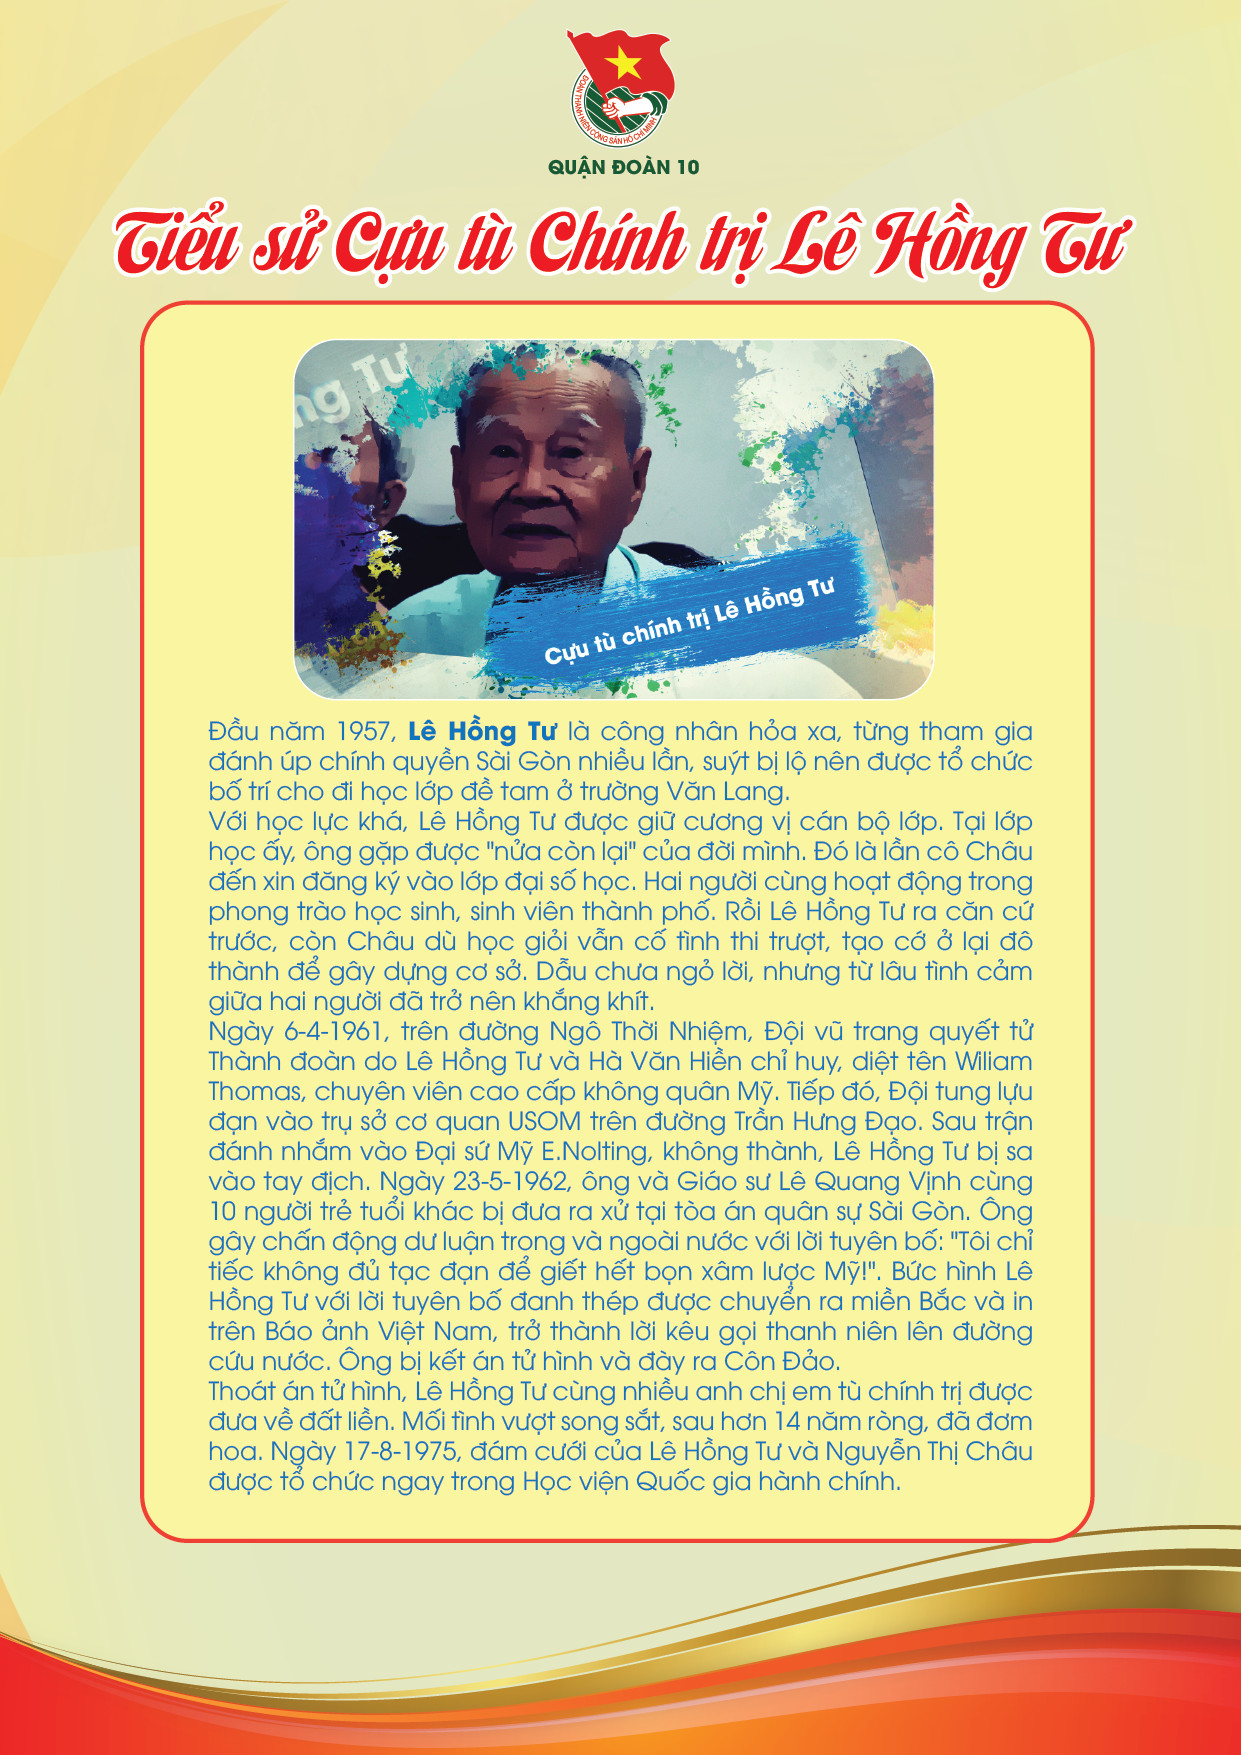 ĐOÀN THANH NIÊN CỘNG SẢN HỒ CHÍ MINH
QUẬN ĐOÀN 10
Tiểu sử Cựu tù Chính trị Lê Hồng Tư
ng Tư
Cựu tù chính trị Lê Hồng Tư
Đầu năm 1957, Lê Hồng Tư là công nhân hỏa xa, từng tham gia
đánh úp chính quyền Sài Gòn nhiều lần, suýt bị lộ nên được tổ chức
bố trí cho đi học lớp đề tam ở trường Văn Lang.
Với học lực khá, Lê Hồng Tư được giữ cương vị cán bộ lớp. Tại lớp
học ấy, ông gặp được "nửa còn lại" của đời mình. Đó là lần cô Châu
đến xin đăng ký vào lớp đại số học. Hai người cùng hoạt động trong
phong trào học sinh, sinh viên thành phố. Rồi Lê Hồng Tư ra căn cứ
trước, còn Châu dù học giỏi vẫn cố tình thi trượt, tạo cớ ở lại đô
thành để gây dựng cơ sở. Dẫu chưa ngỏ lời, nhưng từ lâu tình cảm
giữa hai người đã trở nên khắng khít.
Ngày 6-4-1961, trên đường Ngô Thời Nhiệm, Đội vũ trang quyết tử
Thành đoàn do Lê Hồng Tư và Hà Văn Hiền chỉ huy, diệt tên Wiliam
Thomas, chuyên viên cao cấp không quân Mỹ. Tiếp đó, Đội tung lựu
đạn vào trụ sở cơ quan USOM trên đường Trần Hưng Đạo. Sau trận
đánh nhắm vào Đại sứ Mỹ E.Nolting, không thành, Lê Hồng Tư bị sa
vào tay địch. Ngày 23-5-1962, ông và Giáo sư Lê Quang Vịnh cùng
10 người trẻ tuổi khác bị đưa ra xử tại tòa án quân sự Sài Gòn. Ông
gây chấn động dư luận trong và ngoài nước với lời tuyên bố: "Tôi chỉ
tiếc không đủ tạc đạn để giết hết bọn xâm lược Mỹ!". Bức hình Lê
Hồng Tư với lời tuyên bố đanh thép được chuyển ra miền Bắc và in
trên Báo ảnh Việt Nam, trở thành lời kêu gọi thanh niên lên đường
cứu nước. Ông bị kết án tử hình và đày ra Côn Đảo.
Thoát án tử hình, Lê Hồng Tư cùng nhiều anh chị em tù chính trị được
đưa về đất liền. Mối tình vượt song sắt, sau hơn 14 năm ròng, đã đơm
hoa. Ngày 17-8-1975, đám cưới của Lê Hồng Tư và Nguyễn Thị Châu
được tổ chức ngay trong Học viện Quốc gia hành chính.